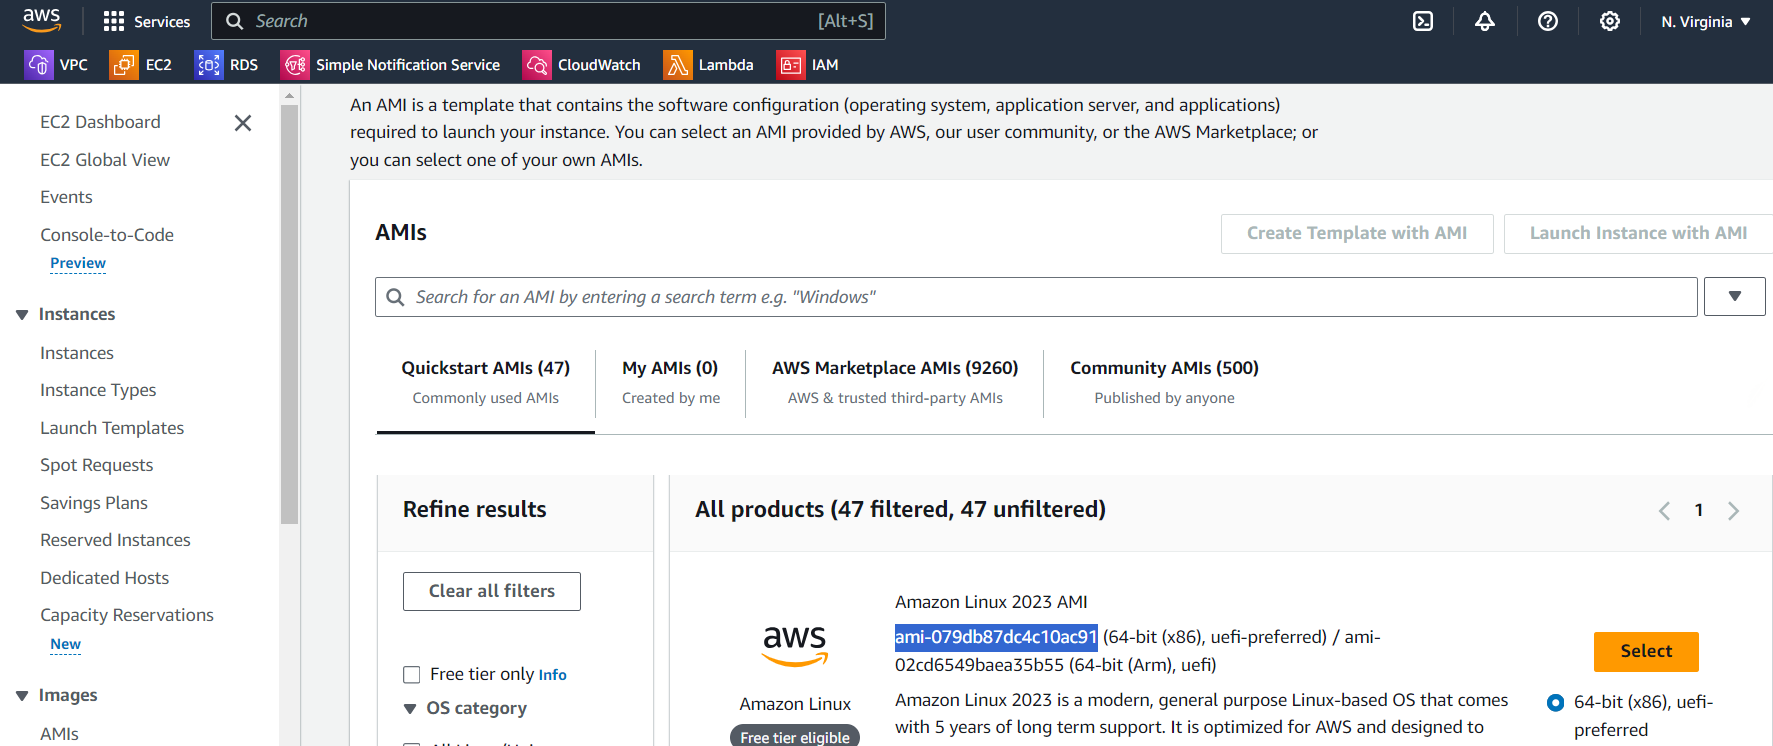 aws
Services
Search
[Alt+S]
N. Virginia
VPC
EC2
RDS
Simple Notification Service
CloudWatch
Lambda
IAM
EC2 Dashboard
EC2 Global View
Events
Console-to-Code
Preview
Instances
Instances
Instance Types
Launch Templates
Spot Requests
Savings Plans
Reserved Instances
Dedicated Hosts
Capacity Reservations
New
Images
AMIs
An AMI is a template that contains the software configuration (operating system, application server, and applications)
required to launch your instance. You can select an AMI provided by AWS, our user community, or the AWS Marketplace; or
you can select one of your own AMIs.
AMIs
Create Template with AMI
Launch Instance with AMI
Search for an AMI by entering a search term e.g. "Windows"
Quickstart AMIs (47)
Commonly used AMIs
My AMIs (0)
Created by me
AWS Marketplace AMIs (9260)
AWS & trusted third-party AMIs
Community AMIs (500)
Published by anyone
Refine results
Clear all filters
Free tier only Info
OS category
All products (47 filtered, 47 unfiltered)
1
aws
Amazon Linux
Free tier eligible
Amazon Linux 2023 AMI
ami-079db87dc4c10ac91 (64-bit (x86), uefi-preferred) / ami-
02cd6549baea35b55 (64-bit (Arm), uefi)
Amazon Linux 2023 is a modern, general purpose Linux-based OS that comes
with 5 years of long term support. It is optimized for AWS and designed to
Select
64-bit (x86), uefi-
preferred